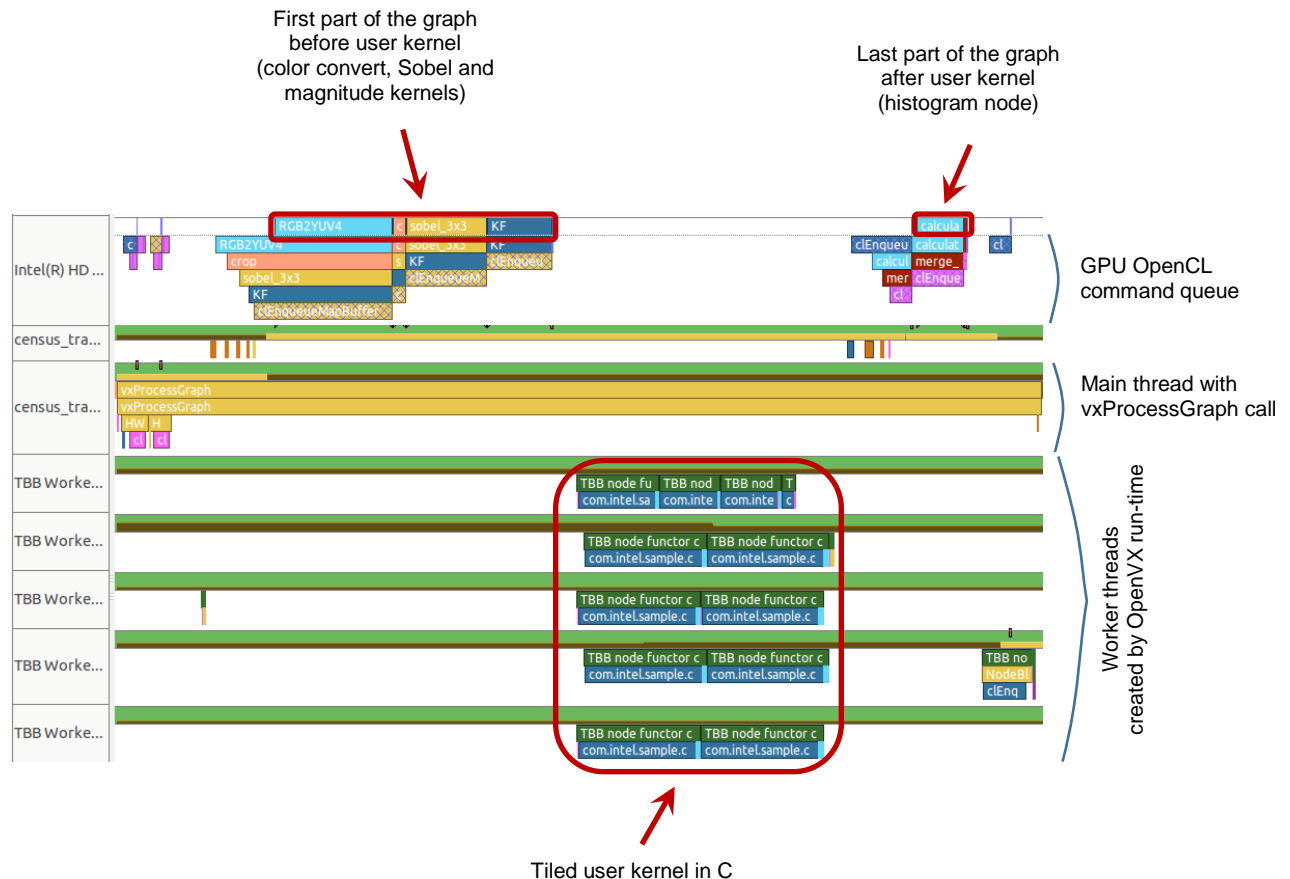 First part of the graph
before user kernel
(color convert, Sobel and
magnitude kernels)
Last part of the graph
after user kernel
(histogram node)
Intel(R) HD ...
RGB2YUV4 c sobel_3x3 KF
calcula
c RGB2YUV4 c sobel_3x3 KF
clEnqueu calculat cl
crop s KF clEnqueu
calcul merge_
sobel_3x3 clEnqueueM
mer clEnque
KF
cl
clEnqueueMapBuffer
GPU OpenCL
command queue
census_tra...
census_tra...
vxProcessGraph
vxProcessGraph
HW H
cl cl
Main thread with
vxProcessGraph call
TBB Worke...
TBB node fu TBB nod TBB nod T
com.intel.sa com.inte com.inte c
TBB Worke...
TBB node functor c TBB node functor c
com.intel.sample.c com.intel.sample.c
TBB Worke...
TBB node functor c TBB node functor c
com.intel.sample.c com.intel.sample.c
TBB Worke...
TBB node functor c TBB node functor c
com.intel.sample.c com.intel.sample.c
TBB no
NodeBl
clEnq
TBB Worke...
TBB node functor c TBB node functor c
com.intel.sample.c com.intel.sample.c
Worker threads
created by OpenVX run-time
Tiled user kernel in C